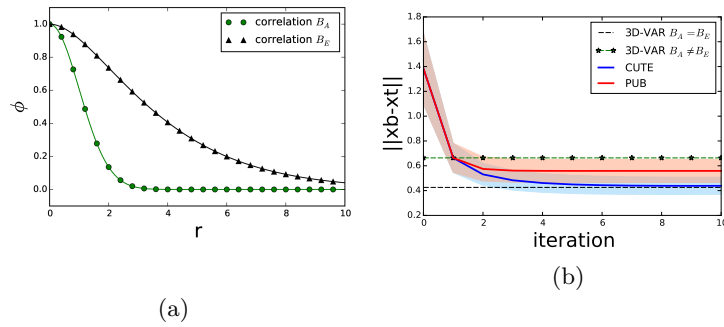 correlation B_A
correlation B_E
ϕ
1.0
0.8
0.6
0.4
0.2
0.0
0 2 4 6 8 10
r
(a)
3D-VAR B_A=B_E
3D-VAR B_A≠B_E
CUTE
PUB
||xb-xt||
1.8
1.6
1.4
1.2
1.0
0.8
0.6
0.4
0.2
0 2 4 6 8 10
iteration
(b)